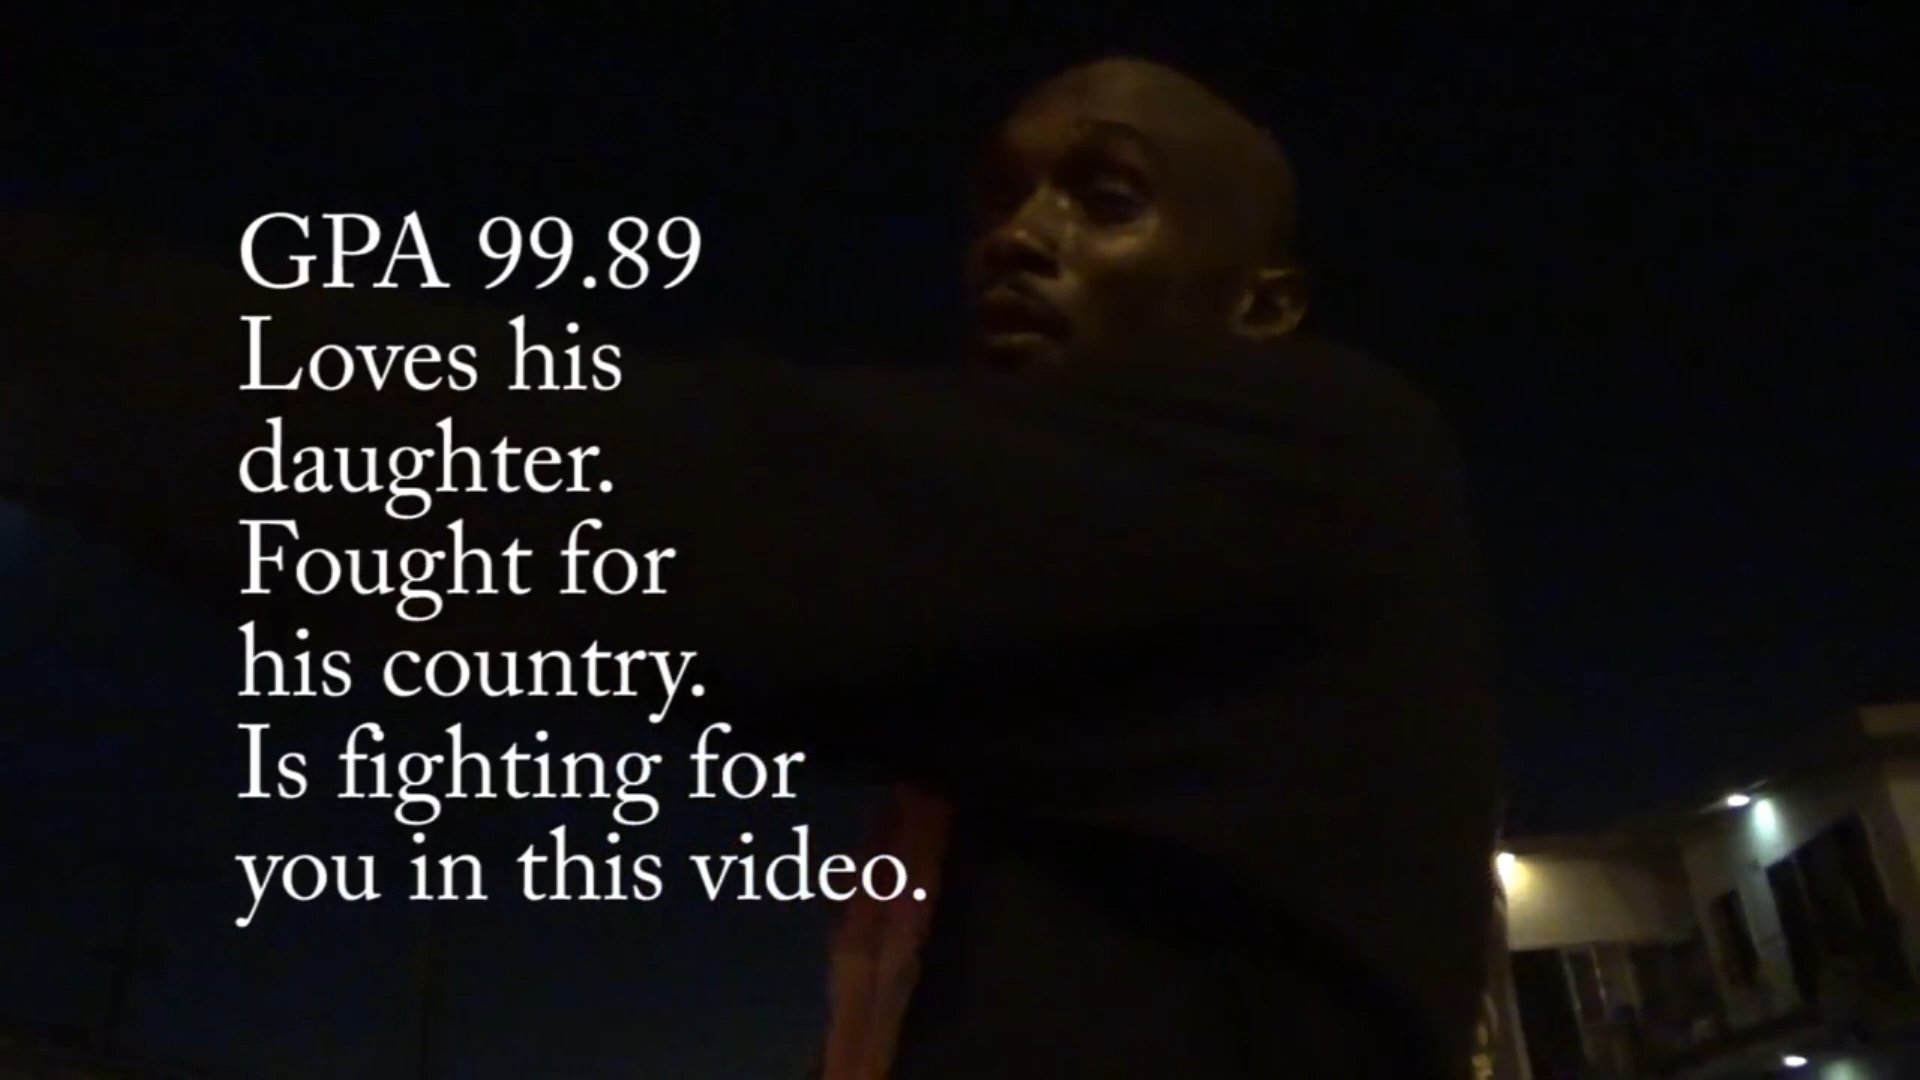 GPA 99.89
Loves his
daughter.
Fought for
his country.
Is fighting for
you in this video.